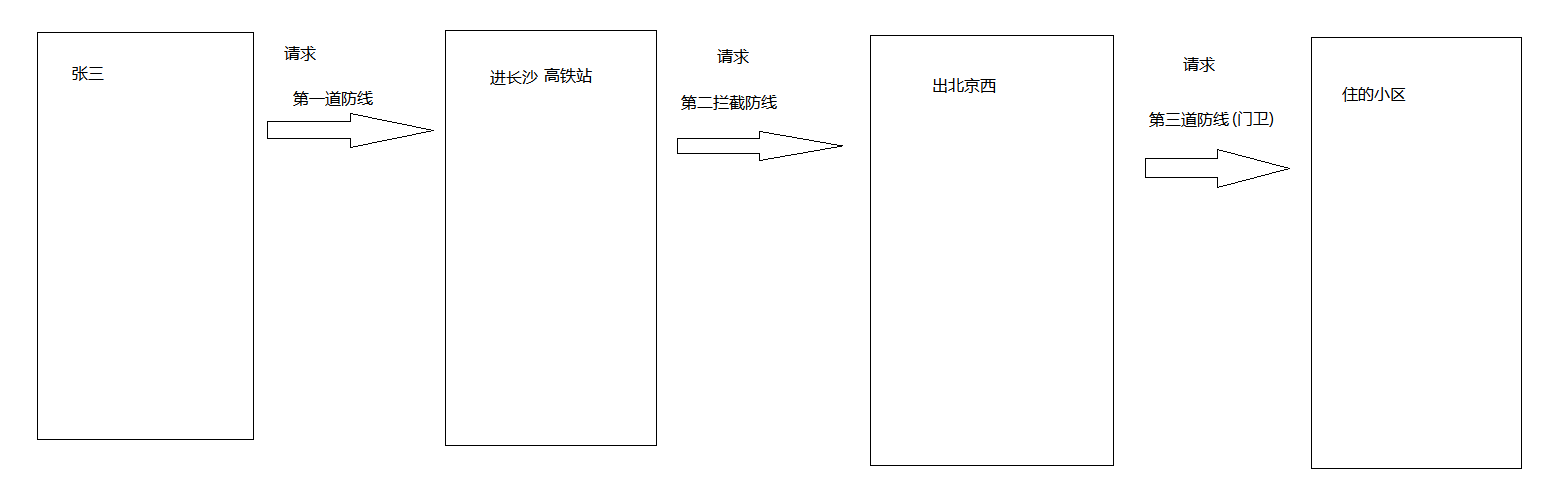 张三
请求
第一道防线
进长沙 高铁站
请求
第二拦截防线
出北京西
请求
第三道防线(门卫)
住的小区